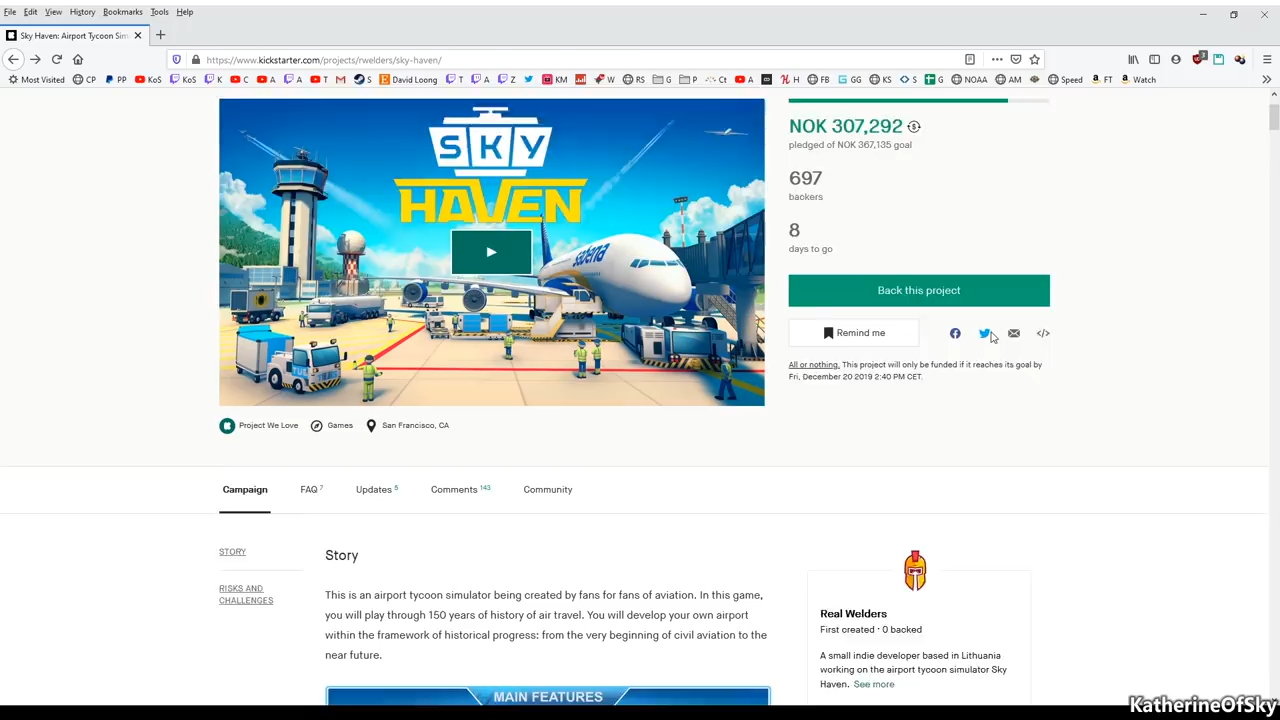 File Edit View History Bookmarks Tools Help
Sky Haven: Airport Tycoon Sim
https://www.kickstarter.com/projects/rwelders/sky-haven/
Most Visited CP PP KoS KoS K C A A T M S Etsy David Loong T A Z KM A W RS G P Ct A H FB GG KS S G NOAA AM Speed FT Watch
SKY
HAVEN
sabena
NOK 307,292
pledged of NOK 367,135 goal
697
backers
8
days to go
Back this project
Remind me
All or nothing. This project will only be funded if it reaches its goal by
Fri, December 20 2019 2:40 PM CET.
Project We Love Games San Francisco, CA
Campaign FAQ 7 Updates 5 Comments 143 Community
STORY
RISKS AND
CHALLENGES
Story
This is an airport tycoon simulator being created by fans for fans of aviation. In this game,
you will play through 150 years of history of air travel. You will develop your own airport
within the framework of historical progress: from the very beginning of civil aviation to the
near future.
MAIN FEATURES
Real Welders
First created · 0 backed
A small indie developer based in Lithuania
working on the airport tycoon simulator Sky
Haven. See more
KatherineOfSky